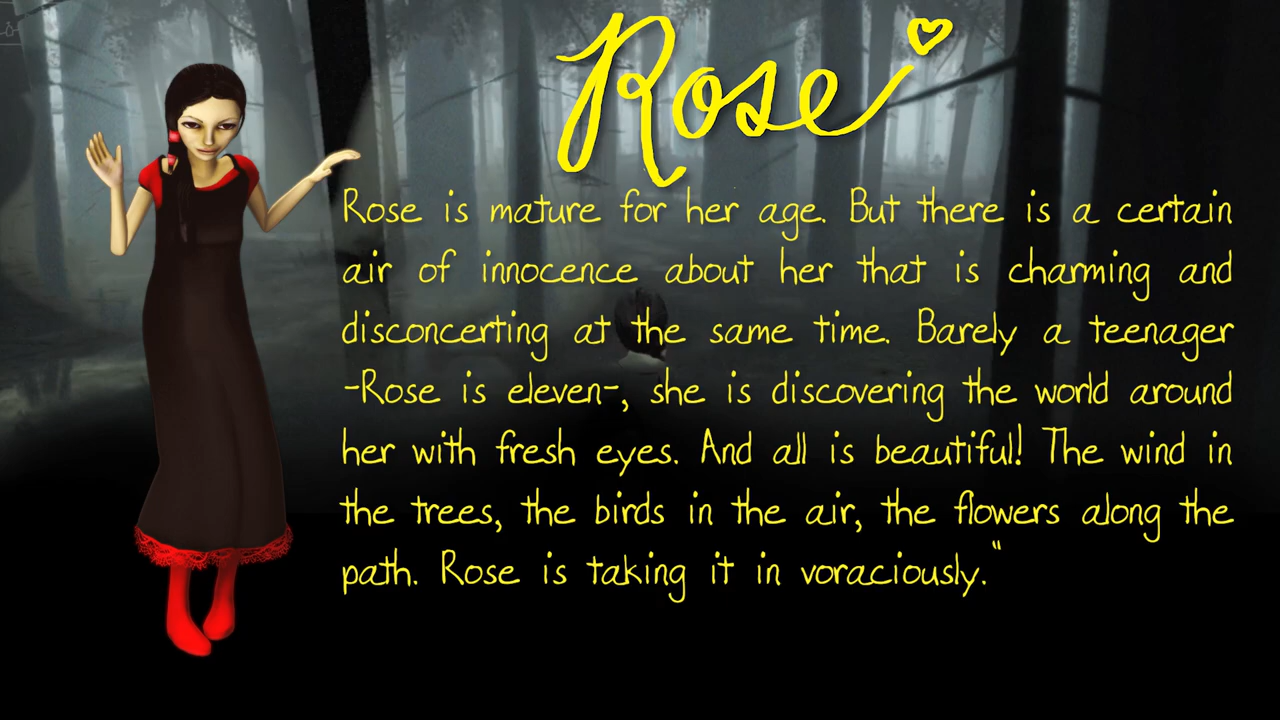 Rose
Rose is mature for her age. But there is a certain
air of innocence about her that is charming and
disconcerting at the same time. Barely a teenager
-Rose is eleven-, she is discovering the world around
her with fresh eyes. And all is beautiful! The wind in
the trees, the birds in the air, the flowers along the
path. Rose is taking it in voraciously."